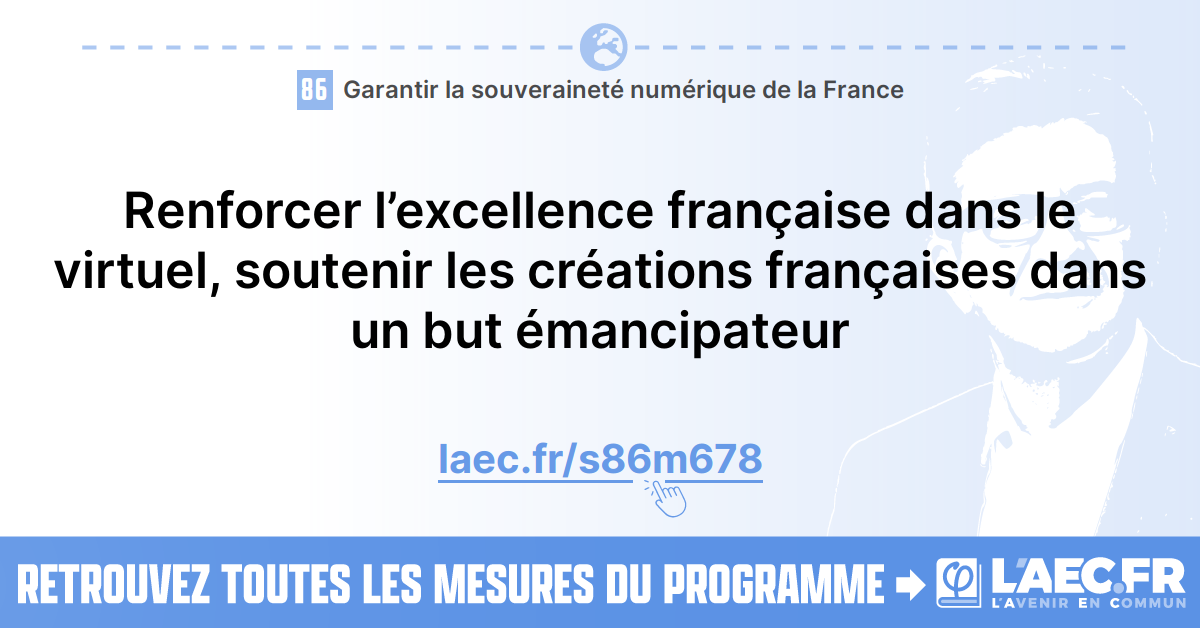 86 Garantir la souveraineté numérique de la France
Renforcer l’excellence française dans le
virtuel, soutenir les créations françaises dans
un but émancipateur
laec.fr/s86m678
RETROUVEZ TOUTES LES MESURES DU PROGRAMME
L'AEC.FR
L'AVENIR EN COMMUN